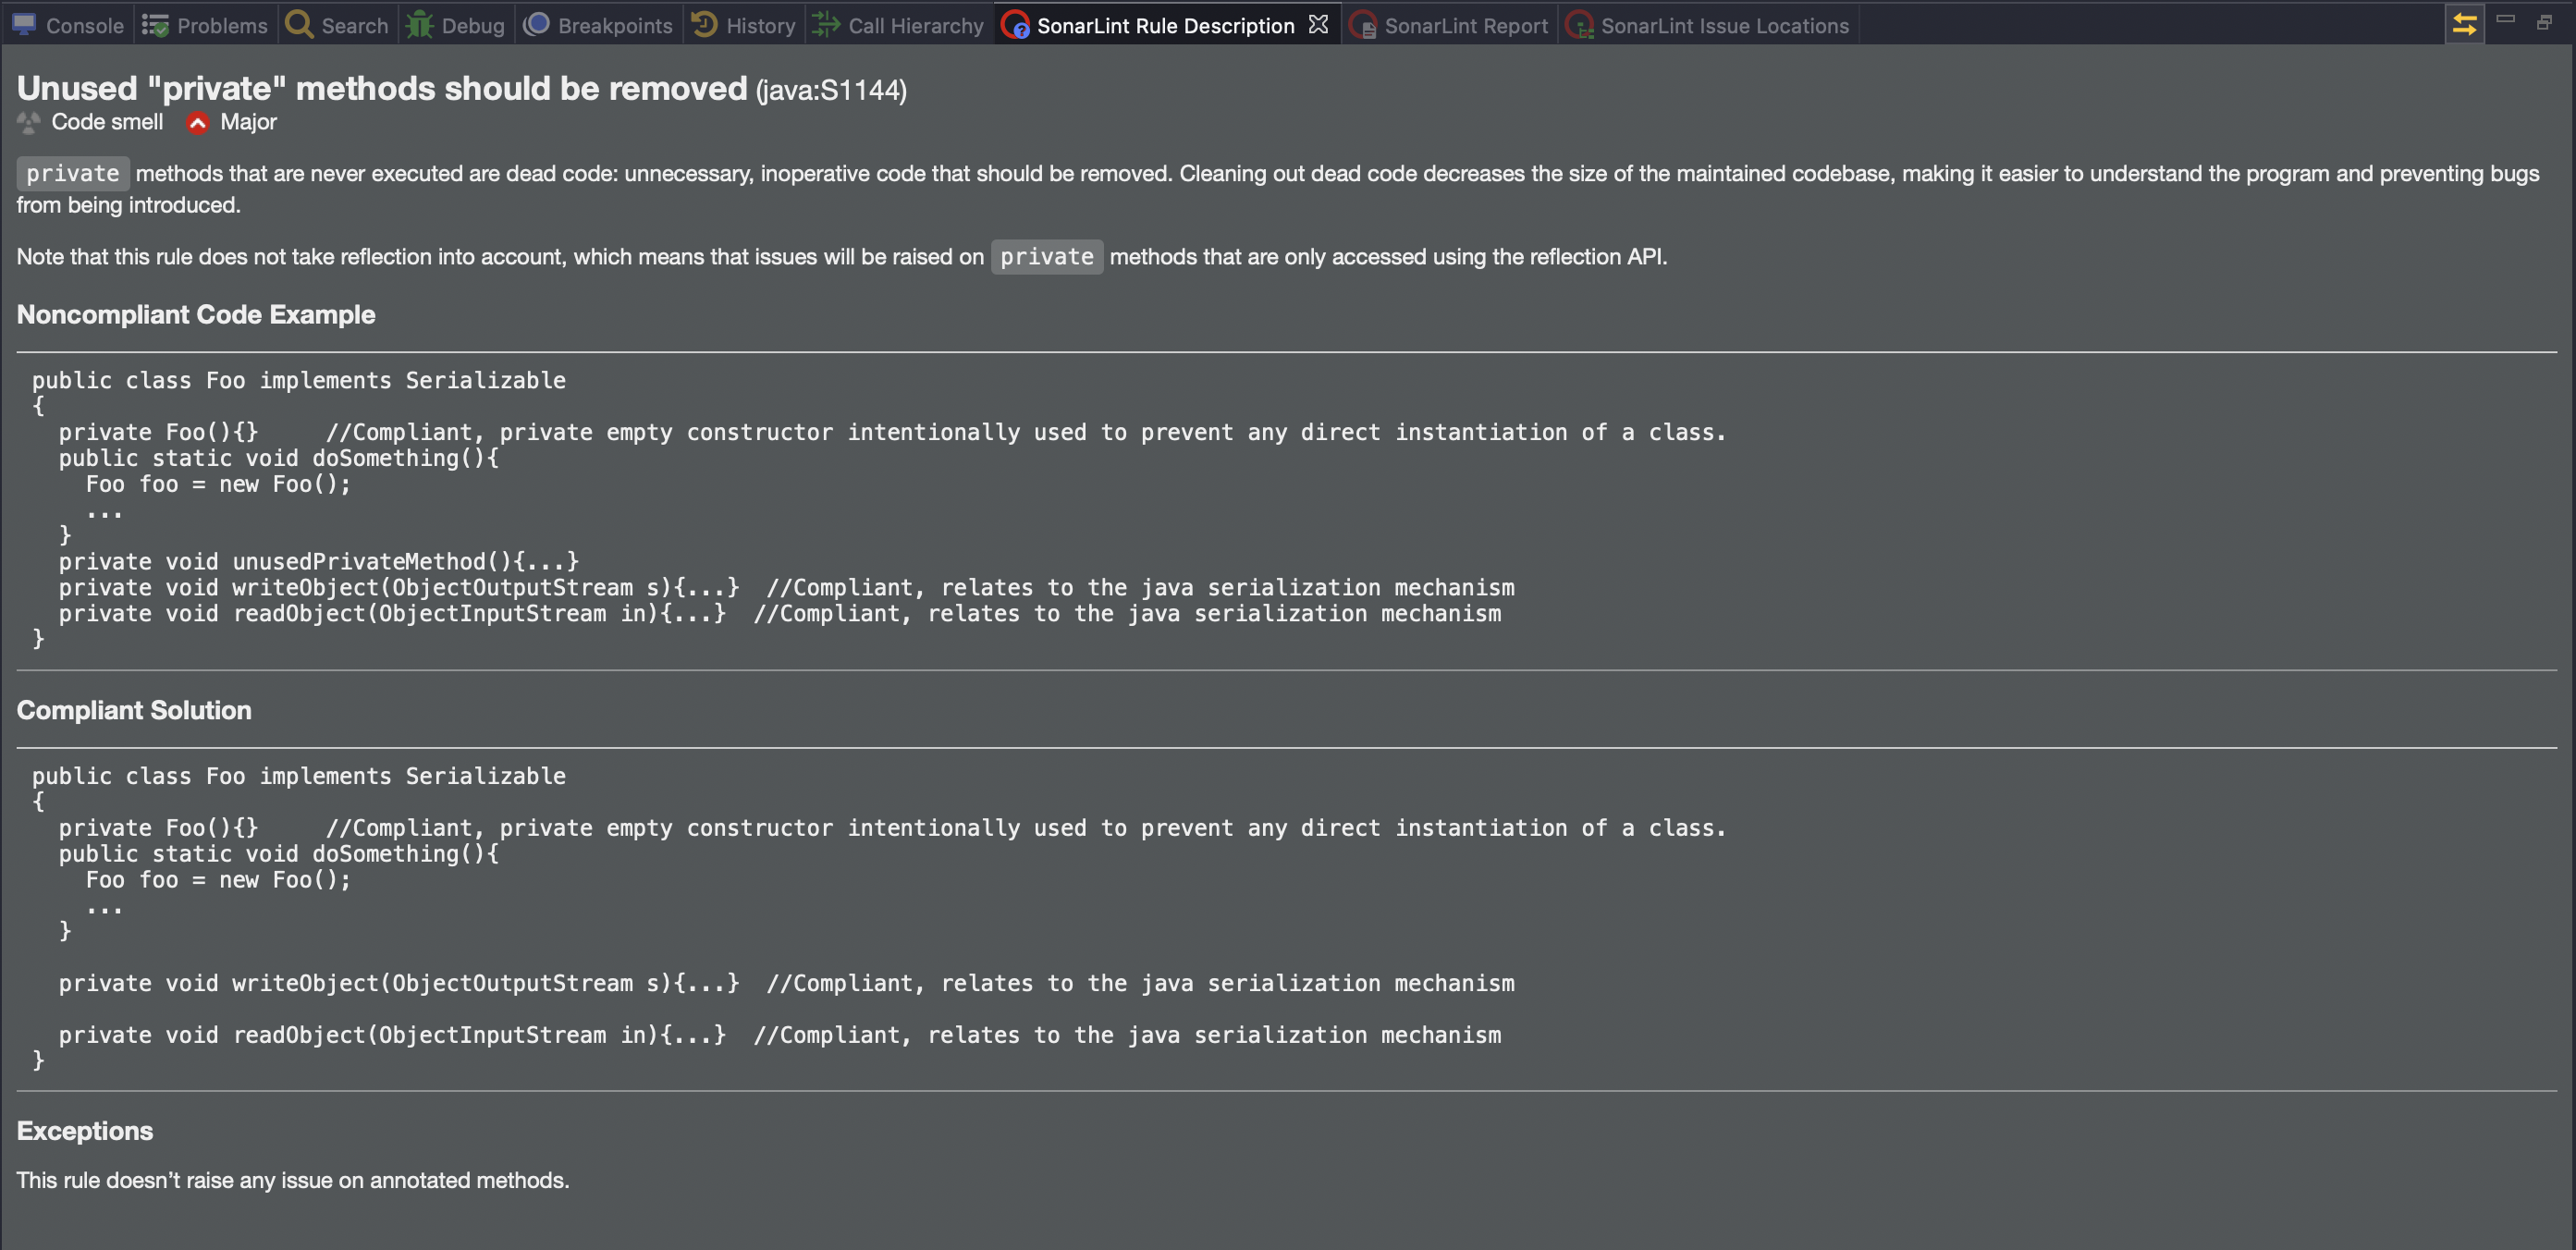 Console Problems Search Debug Breakpoints History Call Hierarchy SonarLint Rule Description SonarLint Report SonarLint Issue Locations
Unused "private" methods should be removed (java:S1144)
Code smell Major
private methods that are never executed are dead code: unnecessary, inoperative code that should be removed. Cleaning out dead code decreases the size of the maintained codebase, making it easier to understand the program and preventing bugs
from being introduced.
Note that this rule does not take reflection into account, which means that issues will be raised on private methods that are only accessed using the reflection API.
Noncompliant Code Example
public class Foo implements Serializable
{
  private Foo(){}     //Compliant, private empty constructor intentionally used to prevent any direct instantiation of a class.
  public static void doSomething(){
    Foo foo = new Foo();
    ...
  }
  private void unusedPrivateMethod(){...}
  private void writeObject(ObjectOutputStream s){...}  //Compliant, relates to the java serialization mechanism
  private void readObject(ObjectInputStream in){...}  //Compliant, relates to the java serialization mechanism
}
Compliant Solution
public class Foo implements Serializable
{
  private Foo(){}     //Compliant, private empty constructor intentionally used to prevent any direct instantiation of a class.
  public static void doSomething(){
    Foo foo = new Foo();
    ...
  }
  private void writeObject(ObjectOutputStream s){...}  //Compliant, relates to the java serialization mechanism
  private void readObject(ObjectInputStream in){...}  //Compliant, relates to the java serialization mechanism
}
Exceptions
This rule doesn’t raise any issue on annotated methods.